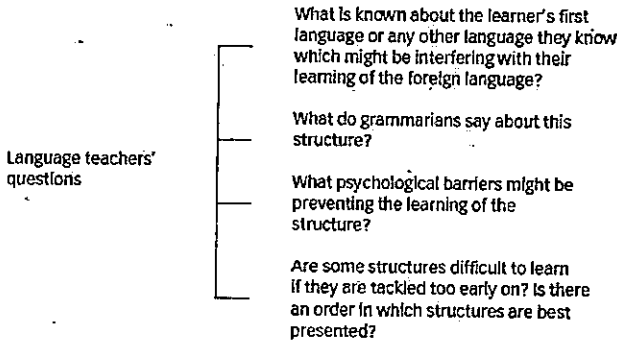 What is known about the learner's first
language or any other language they know
which might be interfering with their
learning of the foreign language?
What do grammarians say about this
structure?
Language teachers'
questions
What psychological barriers might be
preventing the learning of the
structure?
Are some structures difficult to learn
if they are tackled too early on? Is there
an order in which structures are best
presented?